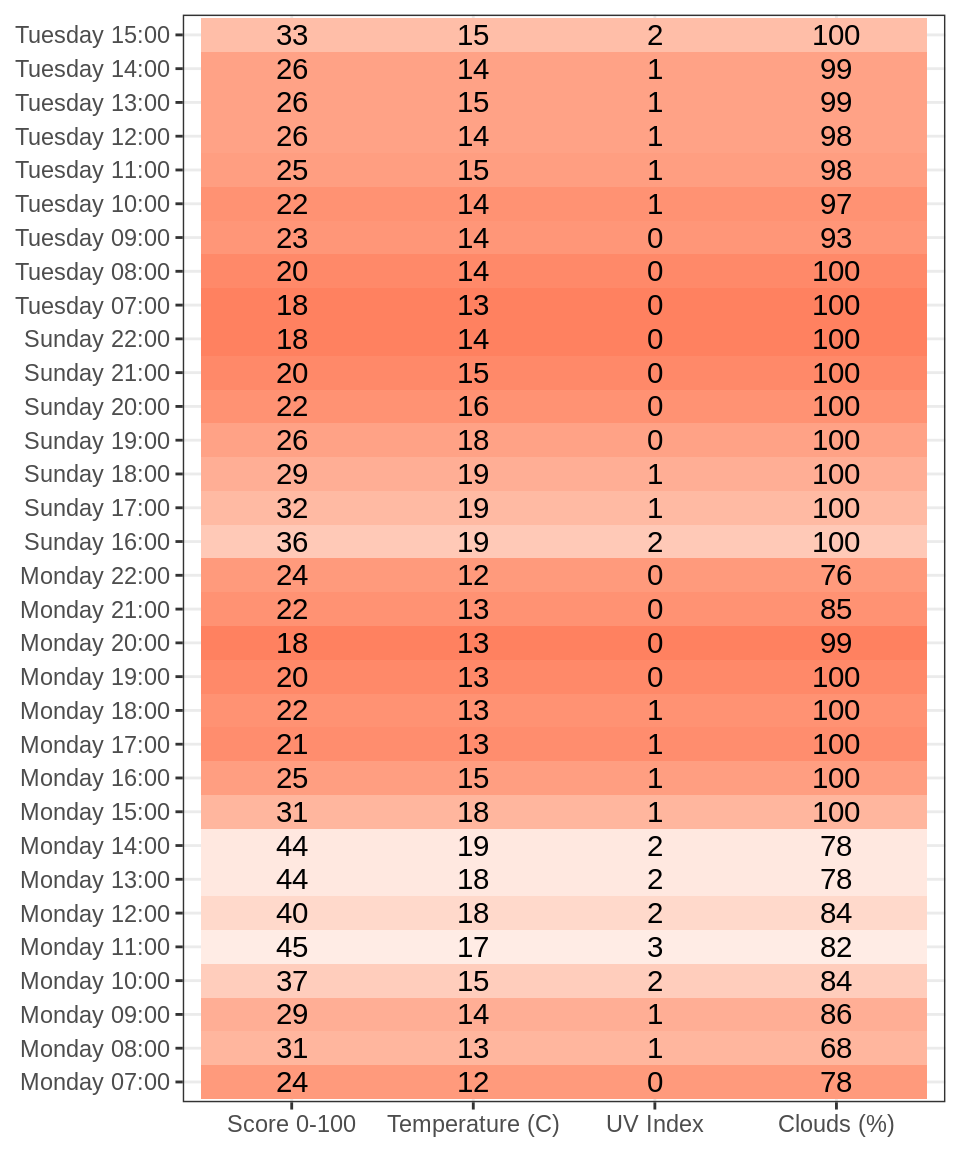 Tuesday 15:00 33 15 2 100
Tuesday 14:00 26 14 1 99
Tuesday 13:00 26 15 1 99
Tuesday 12:00 26 14 1 98
Tuesday 11:00 25 15 1 98
Tuesday 10:00 22 14 1 97
Tuesday 09:00 23 14 0 93
Tuesday 08:00 20 14 0 100
Tuesday 07:00 18 13 0 100
Sunday 22:00 18 14 0 100
Sunday 21:00 20 15 0 100
Sunday 20:00 22 16 0 100
Sunday 19:00 26 18 0 100
Sunday 18:00 29 19 1 100
Sunday 17:00 32 19 1 100
Sunday 16:00 36 19 2 100
Monday 22:00 24 12 0 76
Monday 21:00 22 13 0 85
Monday 20:00 18 13 0 99
Monday 19:00 20 13 0 100
Monday 18:00 22 13 1 100
Monday 17:00 21 13 1 100
Monday 16:00 25 15 1 100
Monday 15:00 31 18 1 100
Monday 14:00 44 19 2 78
Monday 13:00 44 18 2 78
Monday 12:00 40 18 2 84
Monday 11:00 45 17 3 82
Monday 10:00 37 15 2 84
Monday 09:00 29 14 1 86
Monday 08:00 31 13 1 68
Monday 07:00 24 12 0 78
Score 0-100 Temperature (C) UV Index Clouds (%)